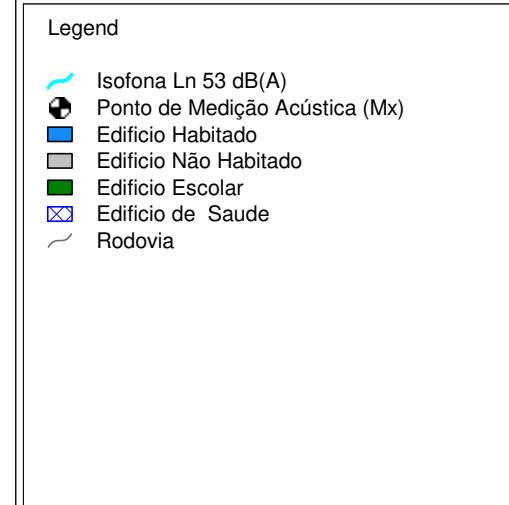 Legend
Isofona Ln 53 dB(A)
Ponto de Medição Acústica (Mx)
Edificio Habitado
Edificio Não Habitado
Edificio Escolar
Edificio de  Saude
Rodovia